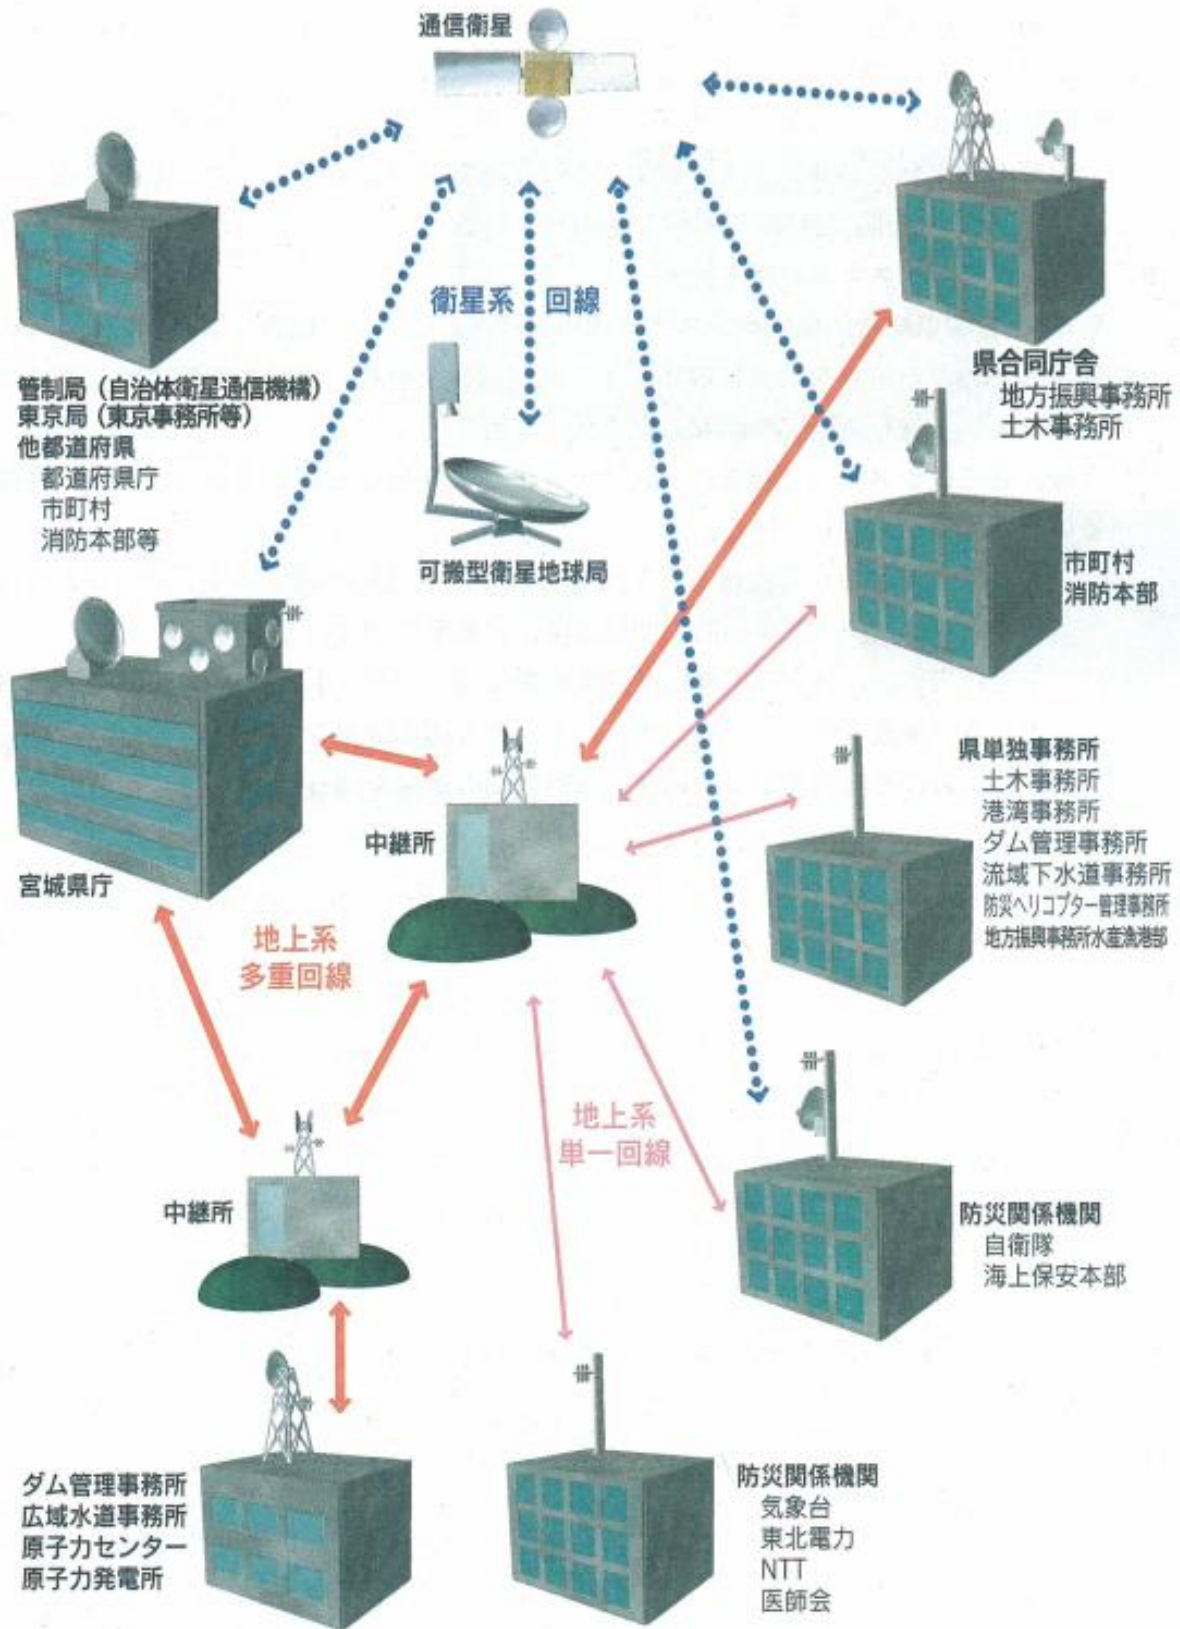 通信衛星
衛星系 回線
管制局（自治体衛星通信機構）
東京局（東京事務所等）
他都道府県
都道府県庁
市町村
消防本部等
可搬型衛星地球局
県合同庁舎
地方振興事務所
土木事務所
市町村
消防本部
宮城県庁
中継所
県単独事務所
土木事務所
港湾事務所
ダム管理事務所
流域下水道事務所
防災ヘリコプター管理事務所
地方振興事務所水産漁港部
地上系
多重回線
地上系
単一回線
中継所
防災関係機関
自衛隊
海上保安本部
ダム管理事務所
広域水道事務所
原子力センター
原子力発電所
防災関係機関
気象台
東北電力
NTT
医師会